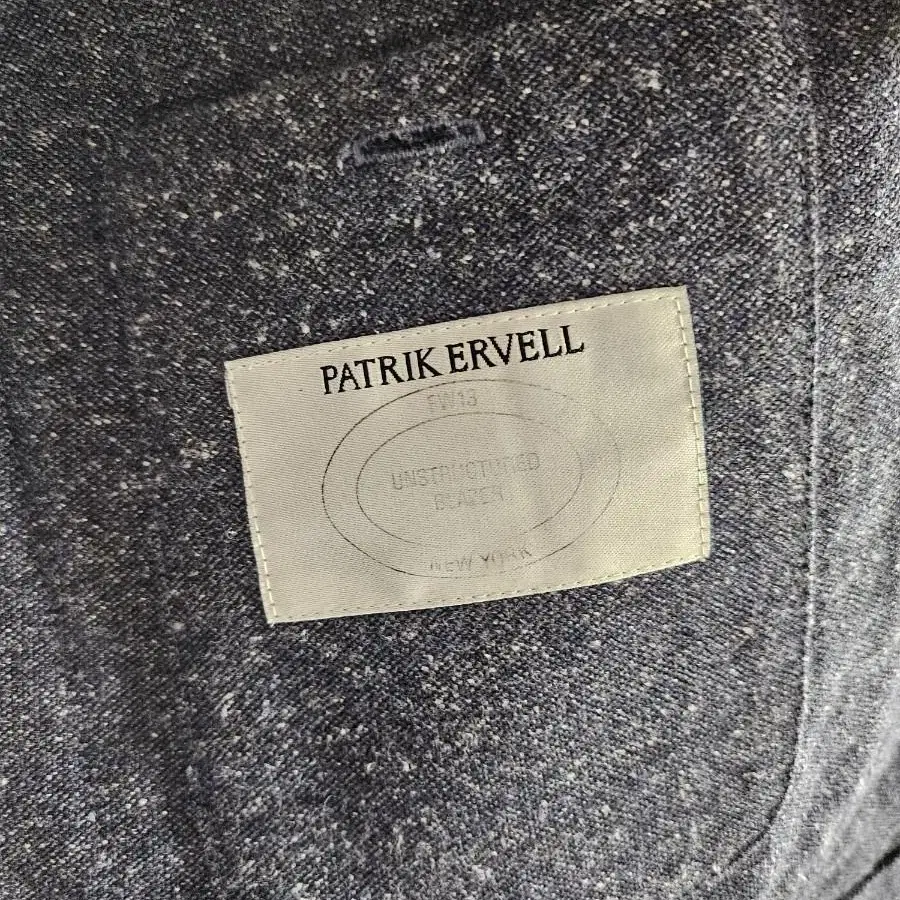 PATRIK ERVELL
FW13
UNSTRUCTURED
BLAZER
NEW YORK